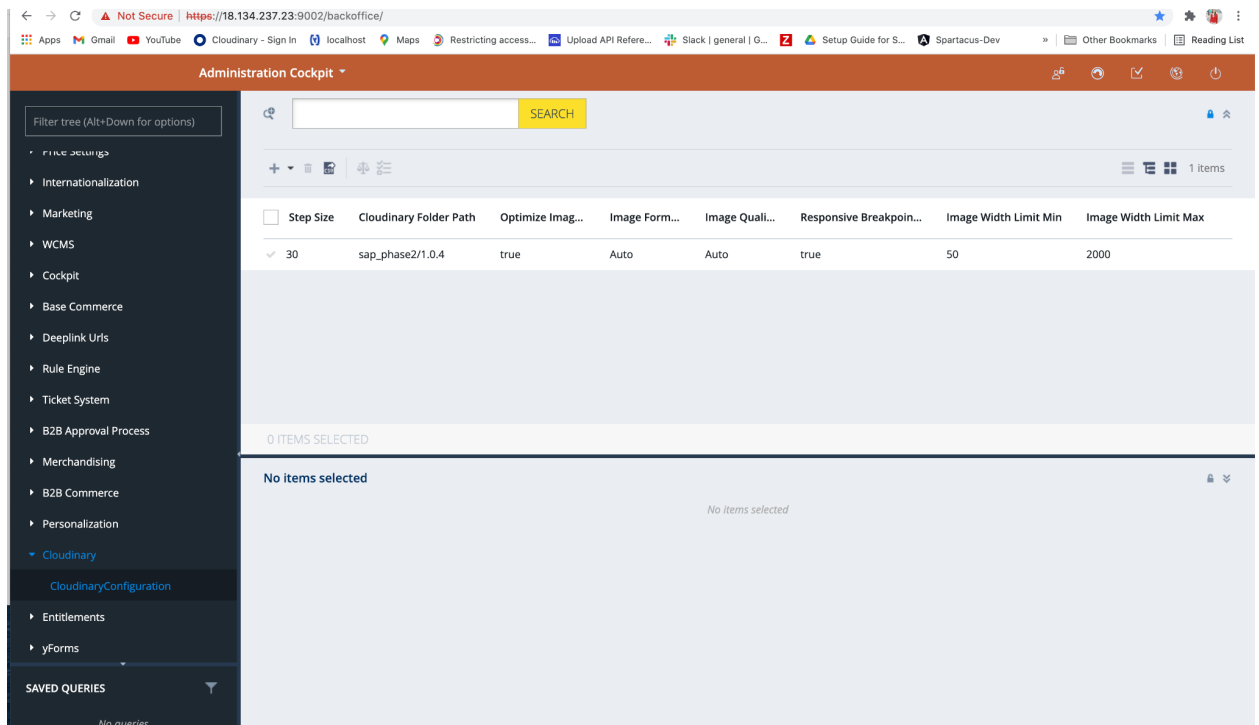 Not Secure | https://18.134.237.23:9002/backoffice/
Apps Gmail YouTube Cloudinary - Sign In localhost Maps Restricting access... Upload API Refere... Slack | general | G... Z Setup Guide for S... Spartacus-Dev » Other Bookmarks Reading List
Administration Cockpit
Filter tree (Alt+Down for options)
SEARCH
Price Settings
Internationalization
Marketing
WCMS
Cockpit
Base Commerce
Deeplink Urls
Rule Engine
Ticket System
B2B Approval Process
Merchandising
B2B Commerce
Personalization
Cloudinary
CloudinaryConfiguration
Entitlements
yForms
SAVED QUERIES
No queries
1 items
Step Size Cloudinary Folder Path Optimize Imag... Image Form... Image Quali... Responsive Breakpoin... Image Width Limit Min Image Width Limit Max
30 sap_phase2/1.0.4 true Auto Auto true 50 2000
0 ITEMS SELECTED
No items selected
No items selected